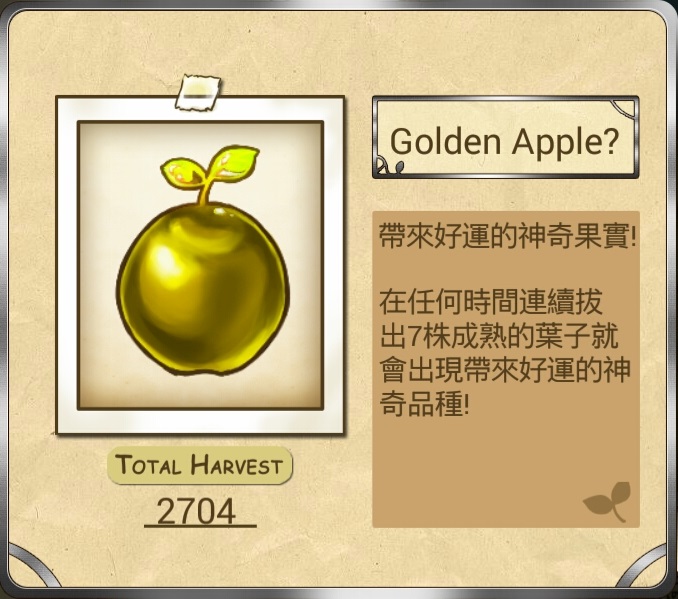 Golden Apple?
帶來好運的神奇果實!
在任何時間連續拔
出7株成熟的葉子就
會出現帶來好運的神
奇品種!
TOTAL HARVEST
2704